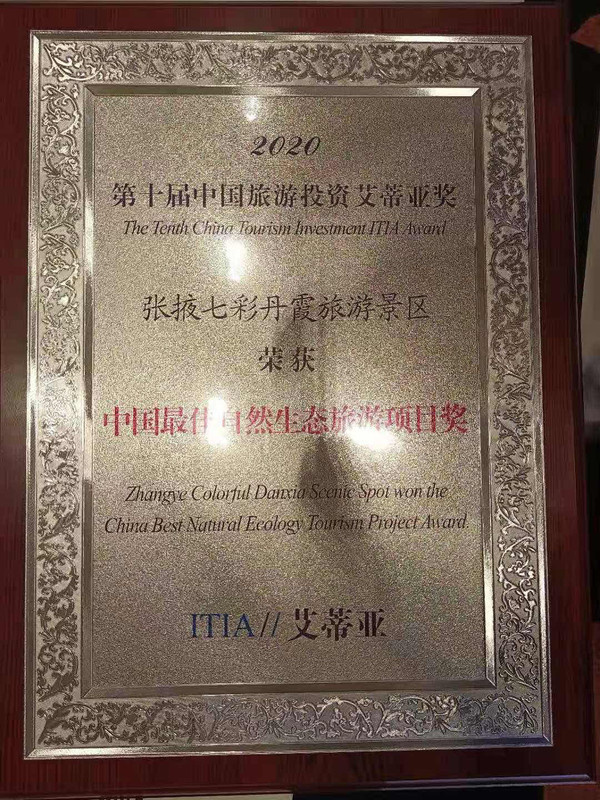 2020
第十届中国旅游投资艾蒂亚奖
The Tenth China Tourism Investment ITIA Award
张掖七彩丹霞旅游景区
荣获
中国最佳自然生态旅游项目奖
Zhangye Colorful Danxia Scenic Spot won the
China Best Natural Ecology Tourism Project Award.
ITIA // 艾蒂亚